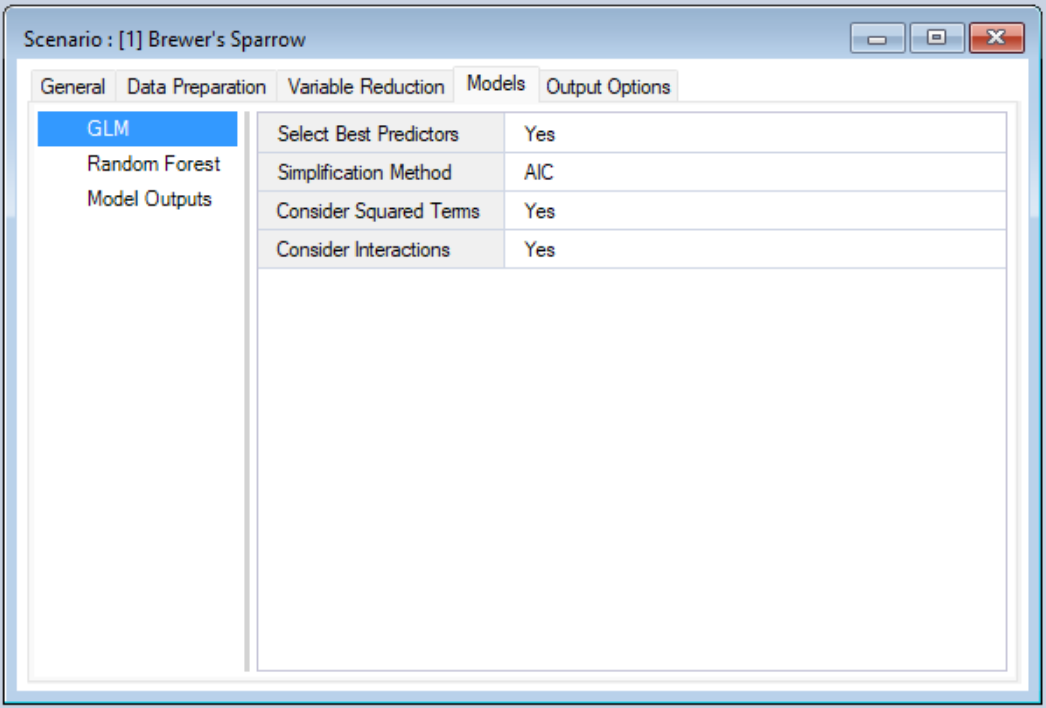 Scenario : [1] Brewer's Sparrow
General Data Preparation Variable Reduction Models Output Options
GLM
Random Forest
Model Outputs
Select Best Predictors Yes
Simplification Method AIC
Consider Squared Terms Yes
Consider Interactions Yes